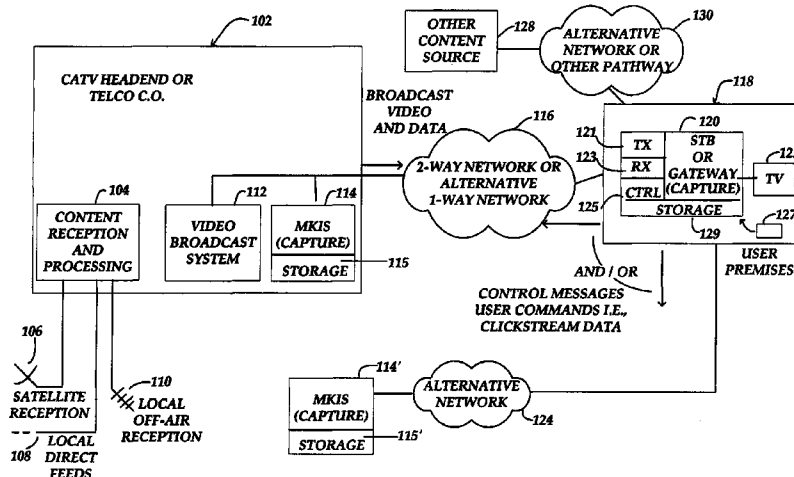 102
CATV HEADEND OR
TELCO C.O.
OTHER
CONTENT
SOURCE
128
ALTERNATIVE
NETWORK OR
OTHER PATHWAY
130
BROADCAST
VIDEO
AND DATA
116
2-WAY NETWORK OR
ALTERNATIVE
1-WAY NETWORK
118
120
121
TX
123
RX
125
CTRL
STB
OR
GATEWAY
(CAPTURE)
STORAGE
129
TV
127
USER
PREMISES
104
CONTENT
RECEPTION
AND
PROCESSING
112
VIDEO
BROADCAST
SYSTEM
114
MKIS
(CAPTURE)
STORAGE
115
AND / OR
CONTROL MESSAGES
USER COMMANDS I.E.,
CLICKSTREAM DATA
106
SATELLITE
RECEPTION
110
LOCAL
OFF-AIR
RECEPTION
108
LOCAL
DIRECT
FEEDS
114'
MKIS
(CAPTURE)
STORAGE
115'
ALTERNATIVE
NETWORK
124